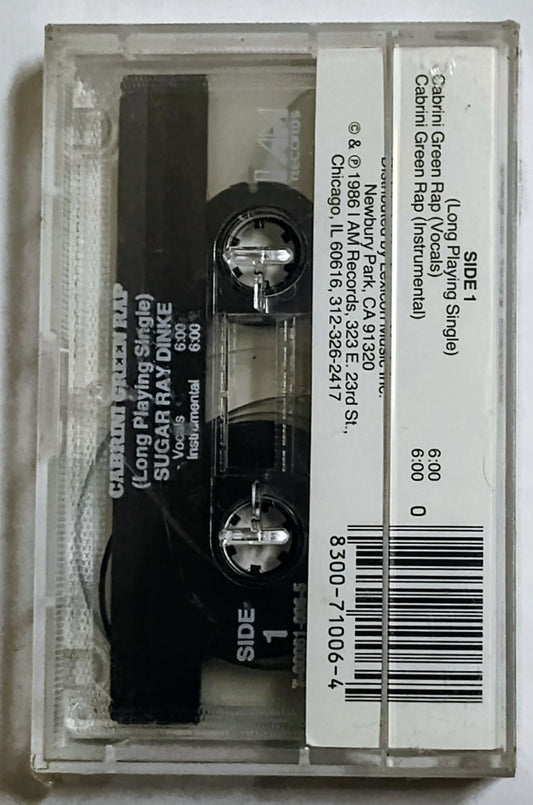 SIDE 1
(Long Playing Single)
Cabrini Green Rap (Vocals) 6:00
Cabrini Green Rap (Instrumental) 6:00
0
Distributed by Lexicon Music Inc.
Newbury Park, CA 91320
© & ℗ 1986 I AM Records, 323 E. 23rd St.,
Chicago, IL 60616, 312-326-2417
8300-71006-4
records
CABRINI GREEN RAP
(Long Playing Single)
SUGAR RAY DINKE
Vocals 6:00
Instrumental 6:00
SIDE
1